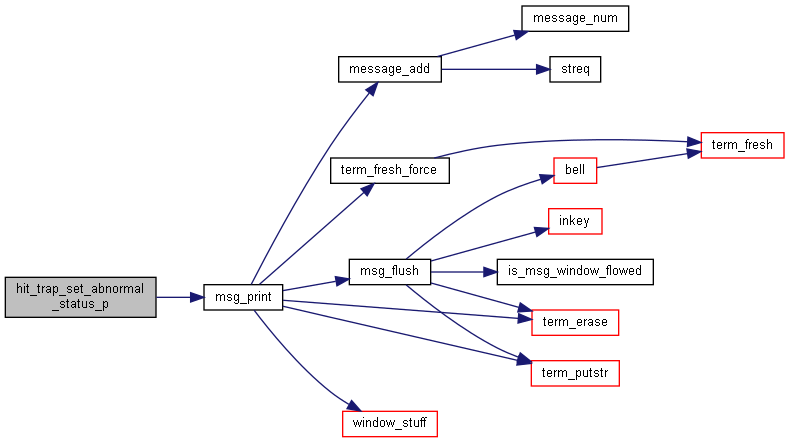 message_num
message_add
streq
term_fresh
term_fresh_force
bell
inkey
msg_flush
is_msg_window_flowed
hit_trap_set_abnormal
_status_p
msg_print
term_erase
term_putstr
window_stuff